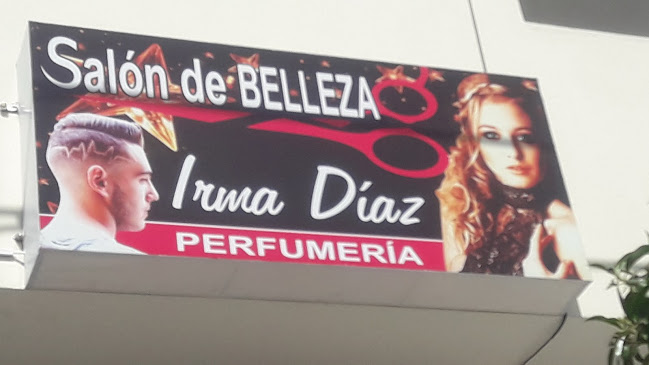 Salón de BELLEZA
Irma Díaz
PERFUMERÍA